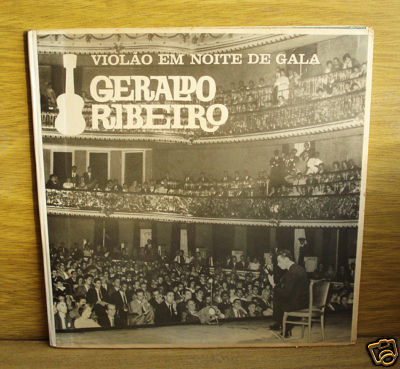 VIOLÃO EM NOITE DE GALA
GERALDO
RIBEIRO